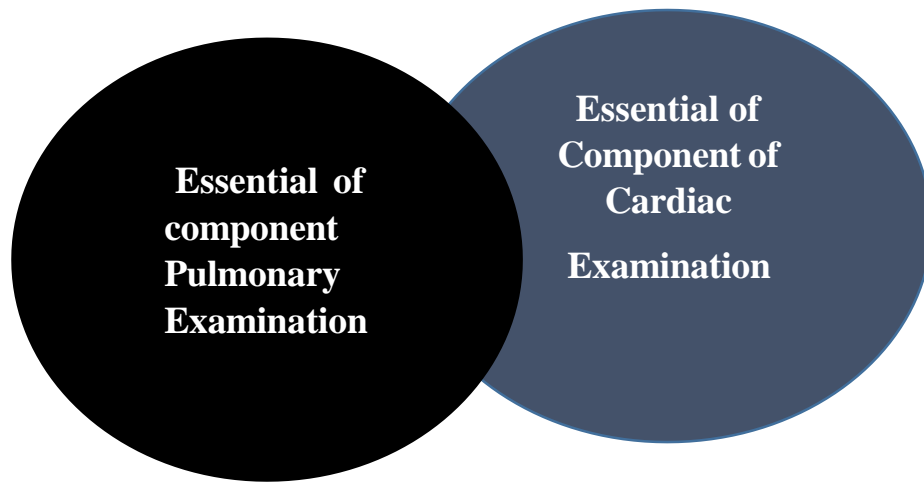 Essential of
component
Pulmonary
Examination
Essential of
Component of
Cardiac
Examination